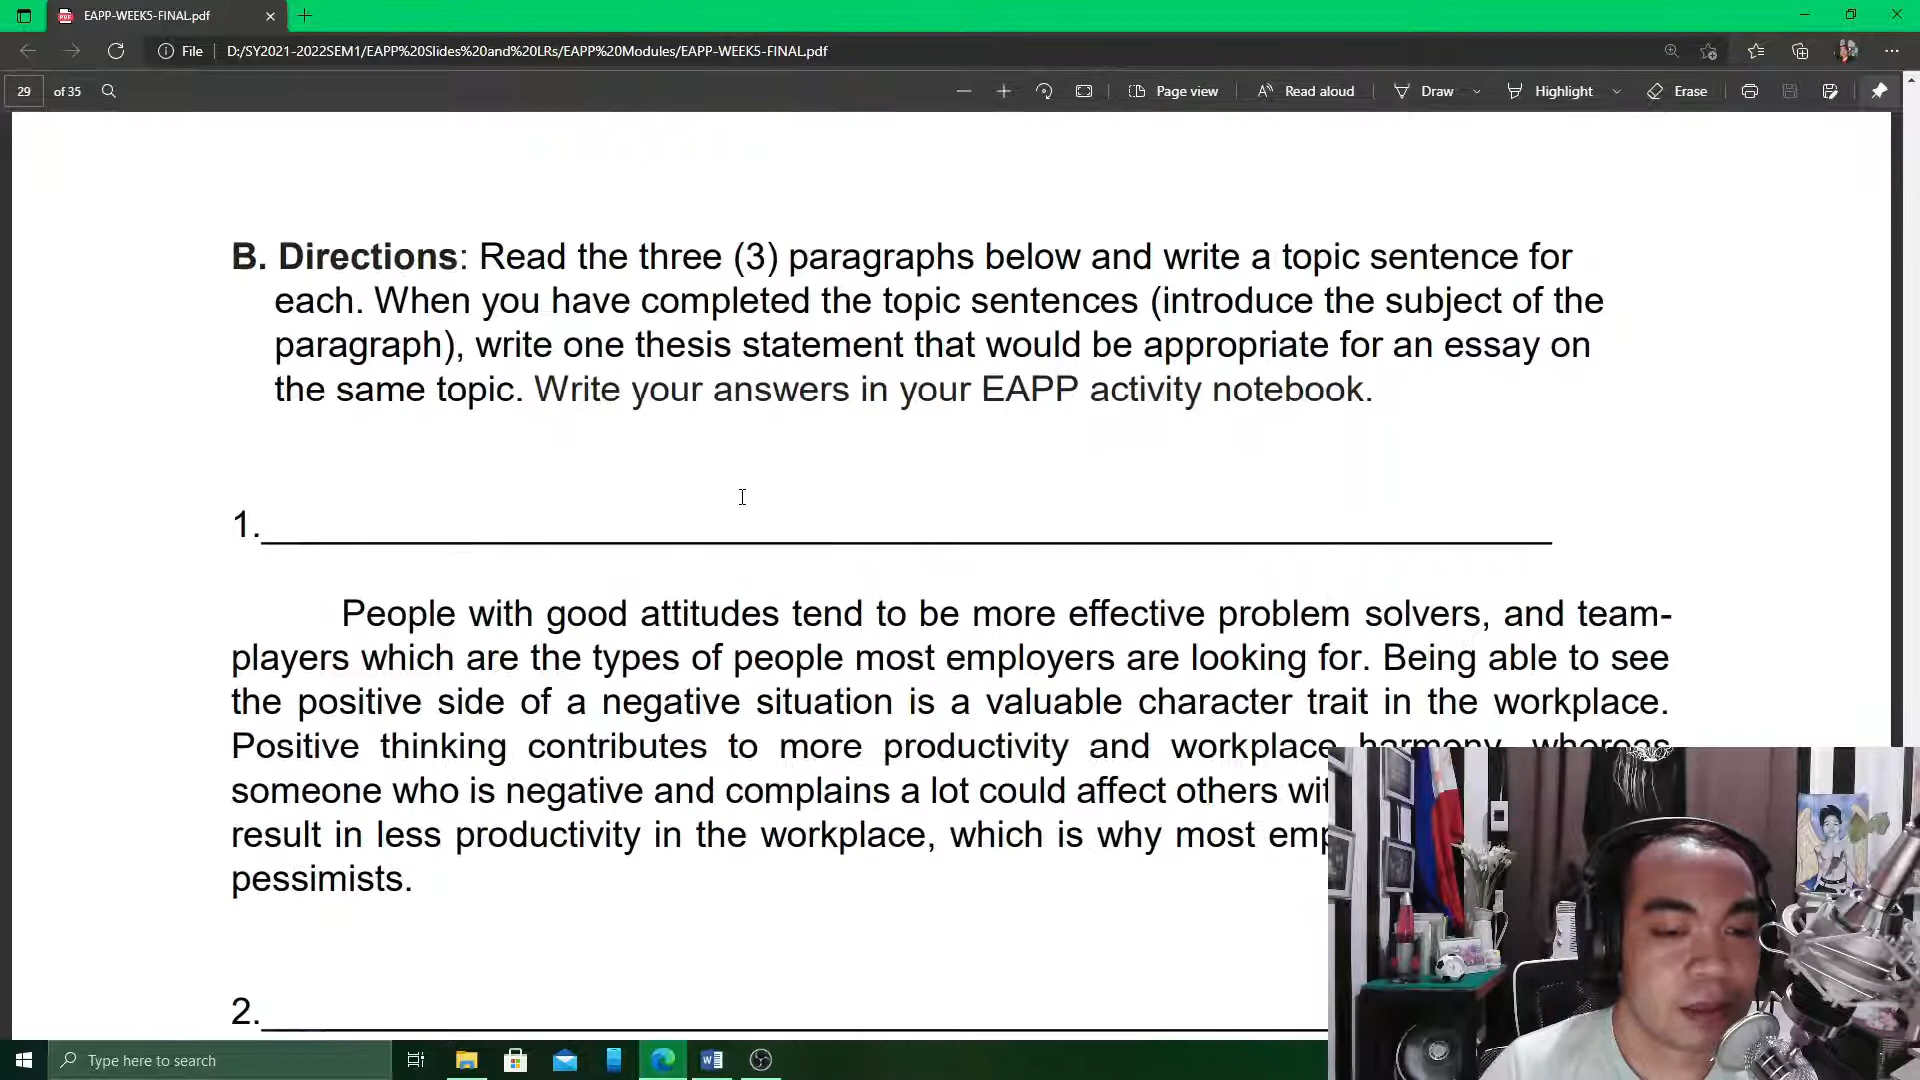 EAPP-WEEK5-FINAL.pdf
File
D:/SY2021-2022SEM1/EAPP%20Slides%20and%20LRs/EAPP%20Modules/EAPP-WEEK5-FINAL.pdf
29 of 35
Page view
Read aloud
Draw
Highlight
Erase
B. Directions: Read the three (3) paragraphs below and write a topic sentence for
each. When you have completed the topic sentences (introduce the subject of the
paragraph), write one thesis statement that would be appropriate for an essay on
the same topic. Write your answers in your EAPP activity notebook.
1.
People with good attitudes tend to be more effective problem solvers, and team-
players which are the types of people most employers are looking for. Being able to see
the positive side of a negative situation is a valuable character trait in the workplace.
Positive thinking contributes to more productivity and workplace harmony, whereas
someone who is negative and complains a lot could affect others
result in less productivity in the workplace, which is why most
pessimists.
2.
Type here to search